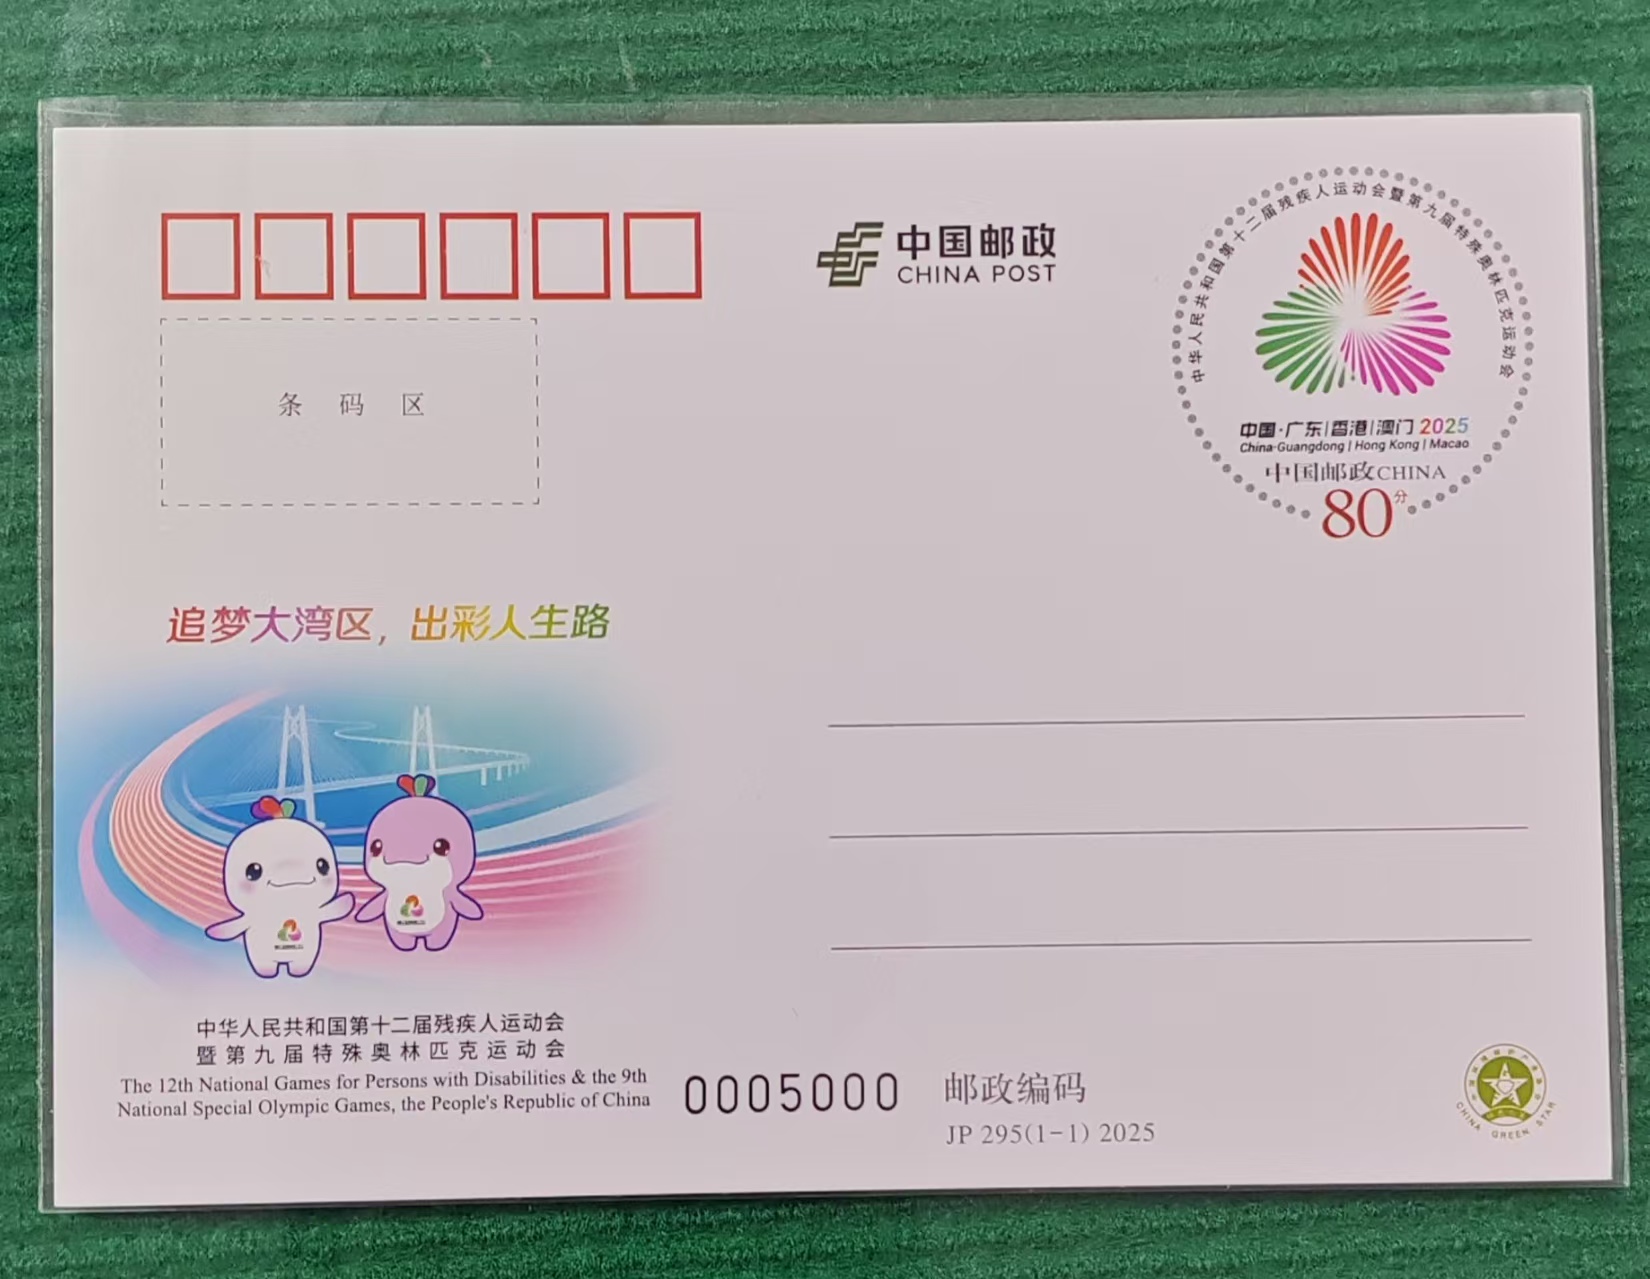 中国邮政
CHINA POST
中华人民共和国第十二届残疾人运动会暨第九届特殊奥林匹克运动会
中国·广东|香港|澳门 2025
China·Guangdong | Hong Kong | Macao
中国邮政CHINA
80分
条 码 区
追梦大湾区，出彩人生路
中华人民共和国第十二届残疾人运动会
暨第九届特殊奥林匹克运动会
The 12th National Games for Persons with Disabilities & the 9th
National Special Olympic Games, the People's Republic of China
0005000
邮政编码
JP 295(1-1) 2025
CHINA GREEN STAR